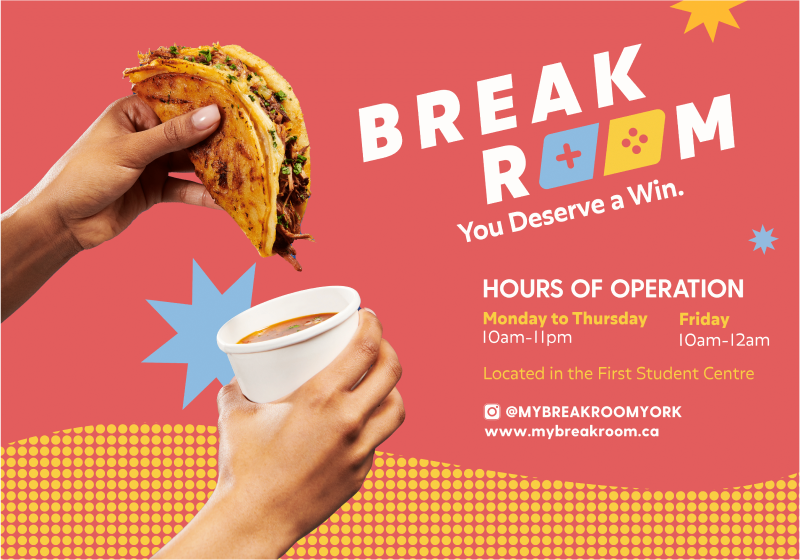 BREAK
ROOM
You Deserve a Win.
HOURS OF OPERATION
Monday to Thursday
10am-11pm
Friday
10am-12am
Located in the First Student Centre
@MYBREAKROOMYORK
www.mybreakroom.ca